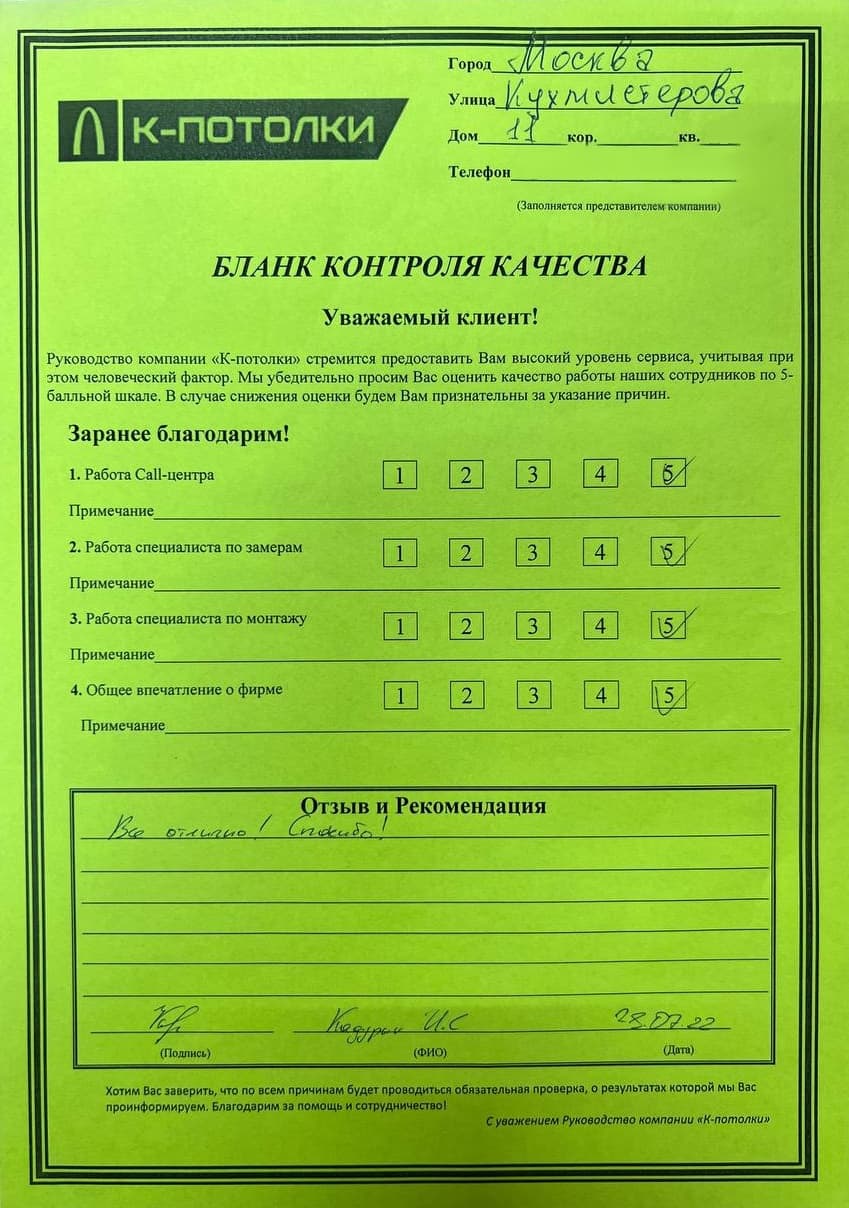 К-ПОТОЛКИ
Город Москва
Улица Кухмистерова
Дом 11 кор. кв.
Телефон
(Заполняется представителем компании)
БЛАНК КОНТРОЛЯ КАЧЕСТВА
Уважаемый клиент!
Руководство компании «К-потолки» стремится предоставить Вам высокий уровень сервиса, учитывая при
этом человеческий фактор. Мы убедительно просим Вас оценить качество работы наших сотрудников по 5-
балльной шкале. В случае снижения оценки будем Вам признательны за указание причин.
Заранее благодарим!
1. Работа Call-центра 1 2 3 4 5
Примечание
2. Работа специалиста по замерам 1 2 3 4 5
Примечание
3. Работа специалиста по монтажу 1 2 3 4 5
Примечание
4. Общее впечатление о фирме 1 2 3 4 5
Примечание
Отзыв и Рекомендация
Все отлично! Спасибо!
Кадурин И.С 28.07.22
(Подпись) (ФИО) (Дата)
Хотим Вас заверить, что по всем причинам будет проводиться обязательная проверка, о результатах которой мы Вас
проинформируем. Благодарим за помощь и сотрудничество!
С уважением Руководство компании «К-потолки»